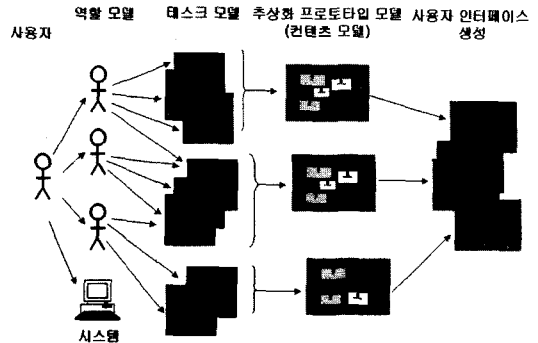 사용자
역할 모델
테스크 모델
추상화 프로토타입 모델
(컨텐츠 모델)
사용자 인터페이스
생성
시스템